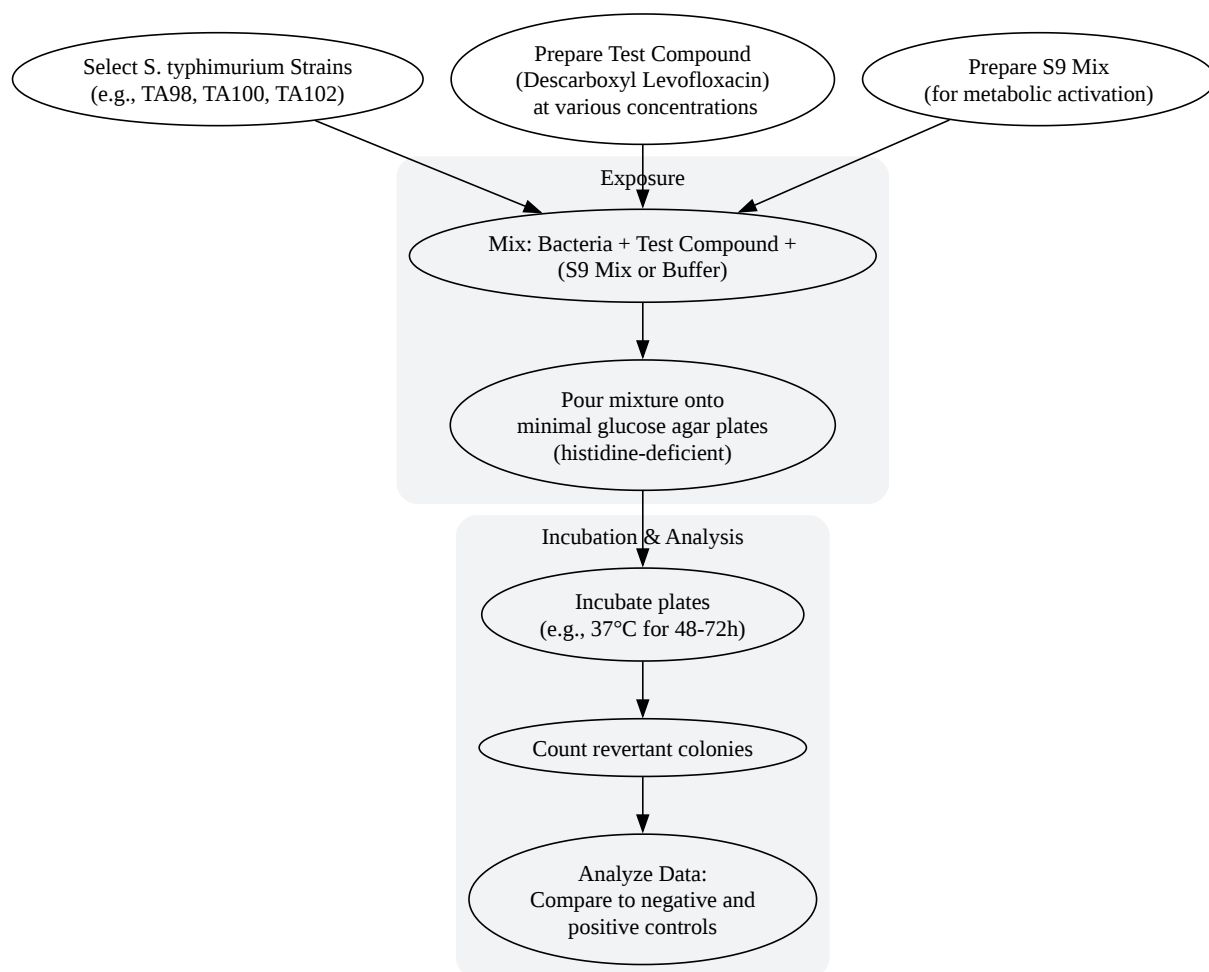 Select S. typhimurium Strains
(e.g., TA98, TA100, TA102)
Prepare Test Compound
(Descarboxyl Levofloxacin)
at various concentrations
Prepare S9 Mix
(for metabolic activation)
Exposure
Mix: Bacteria + Test Compound +
(S9 Mix or Buffer)
Pour mixture onto
minimal glucose agar plates
(histidine-deficient)
Incubation & Analysis
Incubate plates
(e.g., 37°C for 48-72h)
Count revertant colonies
Analyze Data:
Compare to negative and
positive controls